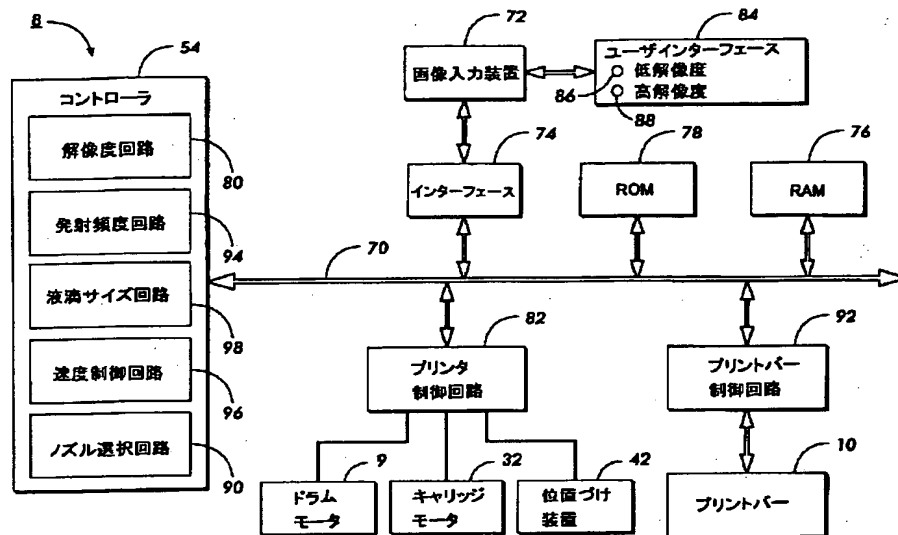 8
54
コントローラ
解像度回路
80
発射頻度回路
94
液滴サイズ回路
98
速度制御回路
96
ノズル選択回路
90
72
画像入力装置
84
ユーザインターフェース
86
低解像度
88
高解像度
74
インターフェース
78
ROM
76
RAM
70
82
プリンタ
制御回路
92
プリントバー
制御回路
9
ドラム
モータ
32
キャリッジ
モータ
42
位置づけ
装置
10
プリントバー